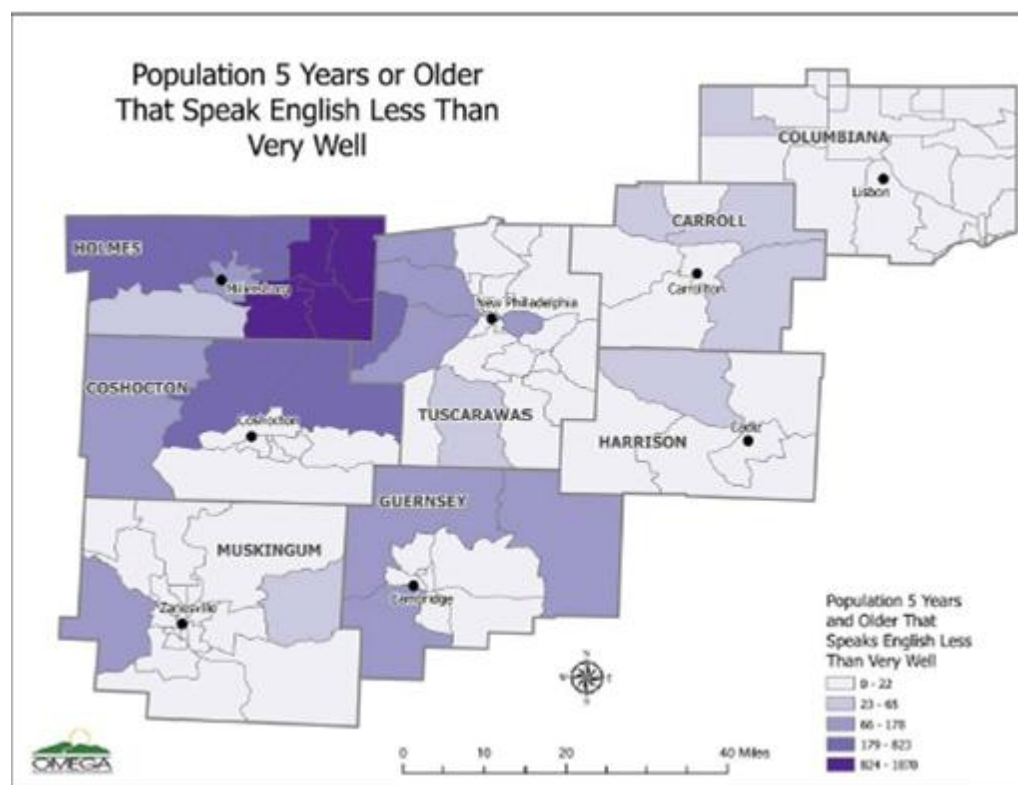 Population 5 Years or Older
That Speak English Less Than
Very Well
COLUMBIANA
Lisbon
CARROLL
HOLMES
Millersburg
Carrollton
New Philadelphia
COSHOCTON
Coshocton
TUSCARAWAS
HARRISON
Cadiz
GUERNSEY
MUSKINGUM
Zanesville
Cambridge
Population 5 Years
and Older That
Speaks English Less
Than Very Well
0 - 22
23 - 65
66 - 178
179 - 823
824 - 1878
N
W
E
S
OMEGA
0
10
20
40 Miles